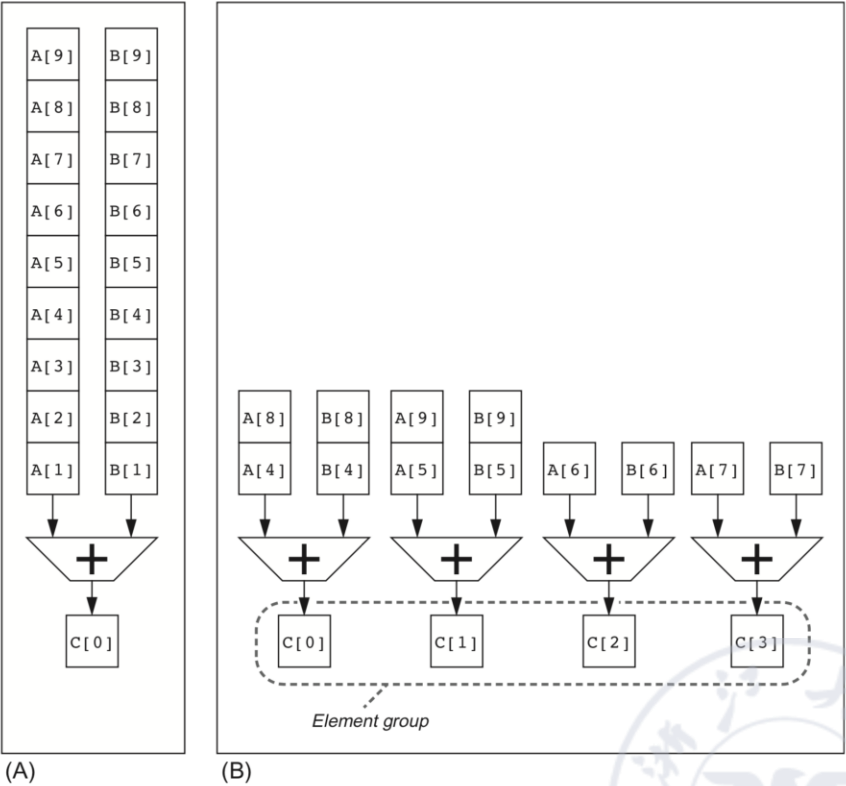 A[9] B[9]
A[8] B[8]
A[7] B[7]
A[6] B[6]
A[5] B[5]
A[4] B[4]
A[3] B[3]
A[2] B[2]
A[1] B[1]
+
C[0]
(A)
A[8] B[8] A[9] B[9]
A[4] B[4] A[5] B[5] A[6] B[6] A[7] B[7]
+ + + +
C[0] C[1] C[2] C[3]
Element group
(B)